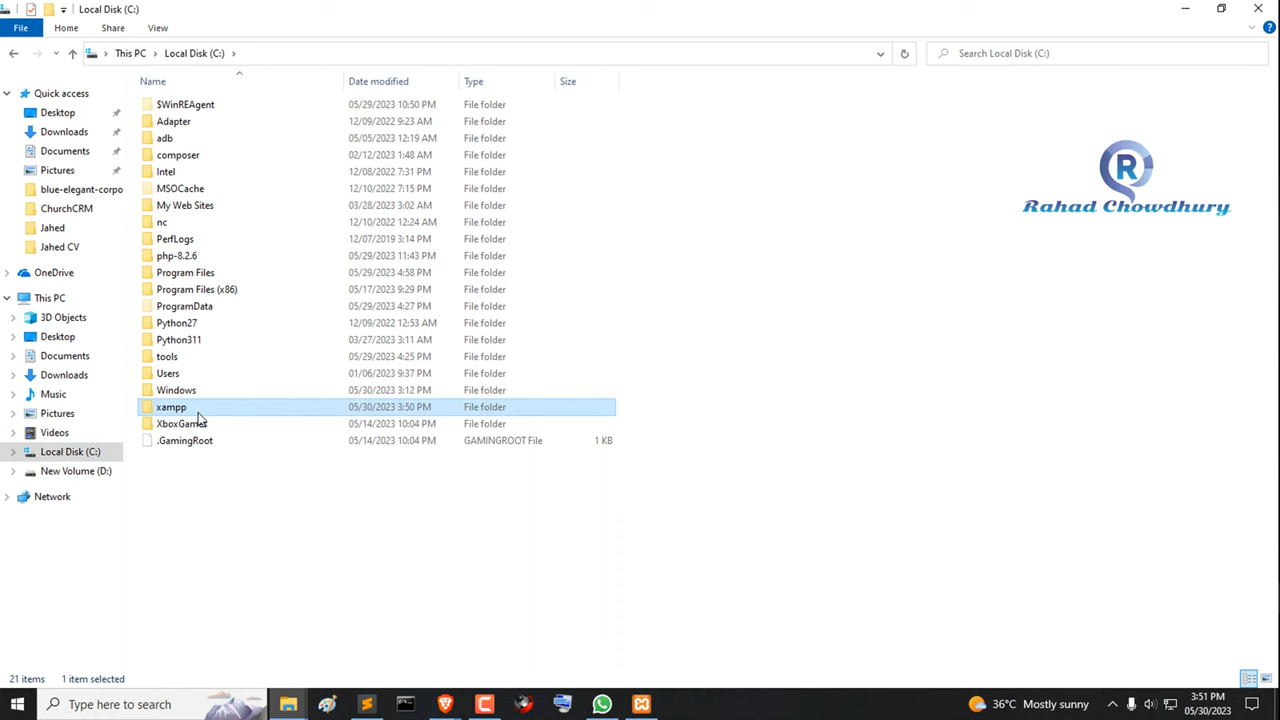 Local Disk (C:)
File Home Share View
This PC > Local Disk (C:) >
Search Local Disk (C:)
Name Date modified Type Size
Quick access
Desktop
Downloads
Documents
Pictures
blue-elegant-corpo
ChurchCRM
Jahed
Jahed CV
OneDrive
This PC
3D Objects
Desktop
Documents
Downloads
Music
Pictures
Videos
Local Disk (C:)
New Volume (D:)
Network
$WinREAgent 05/29/2023 10:50 PM File folder
Adapter 12/09/2022 9:23 AM File folder
adb 05/05/2023 12:19 AM File folder
composer 02/12/2023 1:48 AM File folder
Intel 12/08/2022 7:31 PM File folder
MSOCache 12/10/2022 7:15 PM File folder
My Web Sites 03/28/2023 3:02 AM File folder
nc 12/10/2022 12:24 AM File folder
PerfLogs 12/07/2019 3:14 PM File folder
php-8.2.6 05/29/2023 11:43 PM File folder
Program Files 05/29/2023 4:58 PM File folder
Program Files (x86) 05/17/2023 9:29 PM File folder
ProgramData 05/29/2023 4:27 PM File folder
Python27 12/09/2022 12:53 AM File folder
Python311 03/27/2023 3:11 AM File folder
tools 05/29/2023 4:25 PM File folder
Users 01/06/2023 9:37 PM File folder
Windows 05/30/2023 3:12 PM File folder
xampp 05/30/2023 3:50 PM File folder
XboxGames 05/14/2023 10:04 PM File folder
.GamingRoot 05/14/2023 10:04 PM GAMINGROOT File 1 KB
R
Rahad Chowdhury
21 items 1 item selected
Type here to search
36°C Mostly sunny
3:51 PM
05/30/2023